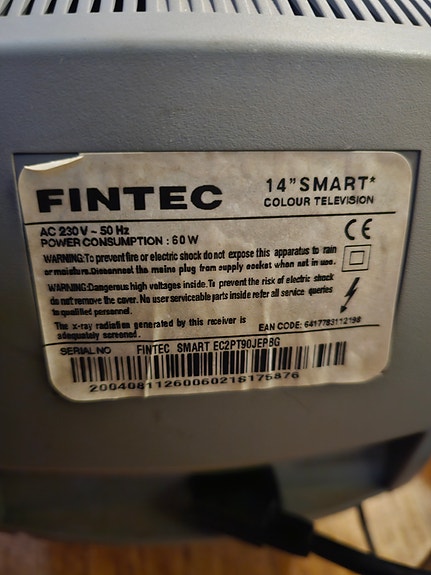 FINTEC
14" SMART*
COLOUR TELEVISION
AC 230V ~ 50 Hz
POWER CONSUMPTION : 60 W
CE
WARNING:To prevent fire or electric shock do not expose this apparatus to rain
or moisture.Disconnect the mains plug from supply socket when not in use.
WARNING:Dangerous high voltages inside. To prevent the risk of electric shock
do not remove the cover. No user serviceable parts inside refer all service queries
to qualified personnel.
The x-ray radiation generated by this receiver is
adequately screened.
EAN CODE: 6417783112198
SERIAL NO FINTEC SMART EC2PT90JEPBG
20040811260060216175876